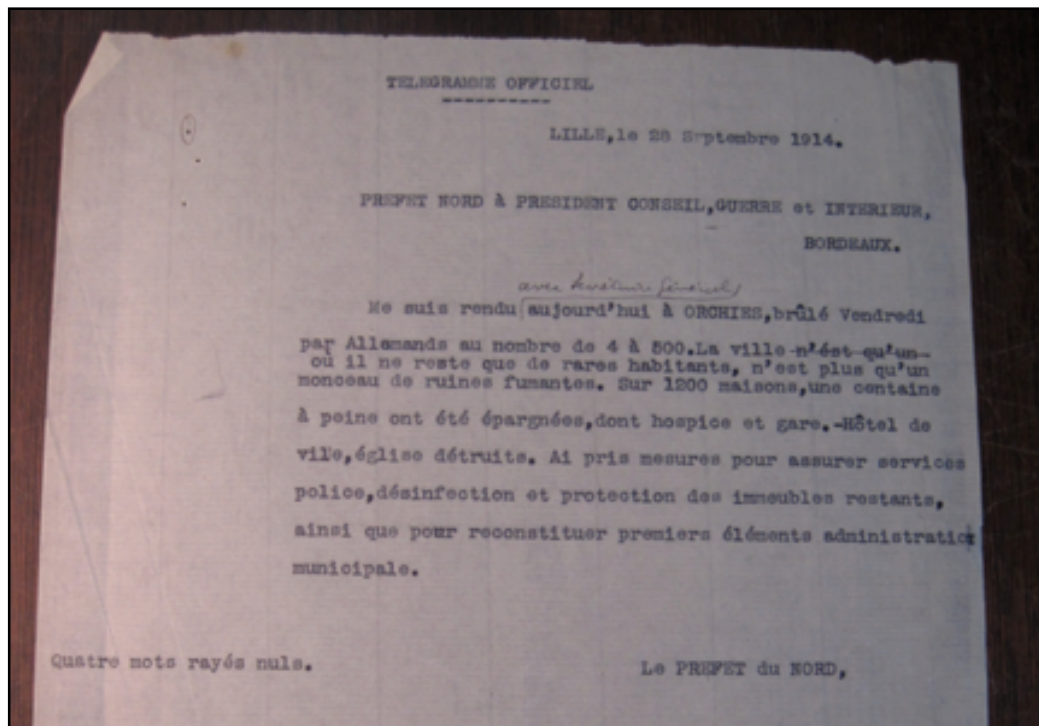 TELEGRAMME OFFICIEL
----------
LILLE,le 28 Septembre 1914.
PREFET NORD à PRESIDENT CONSEIL,GUERRE et INTERIEUR,
BORDEAUX.
avec Secrétaire Général
Me suis rendu aujourd'hui à ORCHIES,brûlé Vendredi
par Allemands au nombre de 4 à 500.La ville n'ést qu'un
où il ne reste que de rares habitants, n'est plus qu'un
monceau de ruines fumantes. Sur 1200 maisons,une centaine
à peine ont été épargnées,dont hospice et gare.-Hôtel de
ville,église détruits. Ai pris mesures pour assurer services
police,désinfection et protection des immeubles restants,
ainsi que pour reconstituer premiers éléments administration
municipale.
Quatre mots rayés nuls.
Le PREFET du NORD,